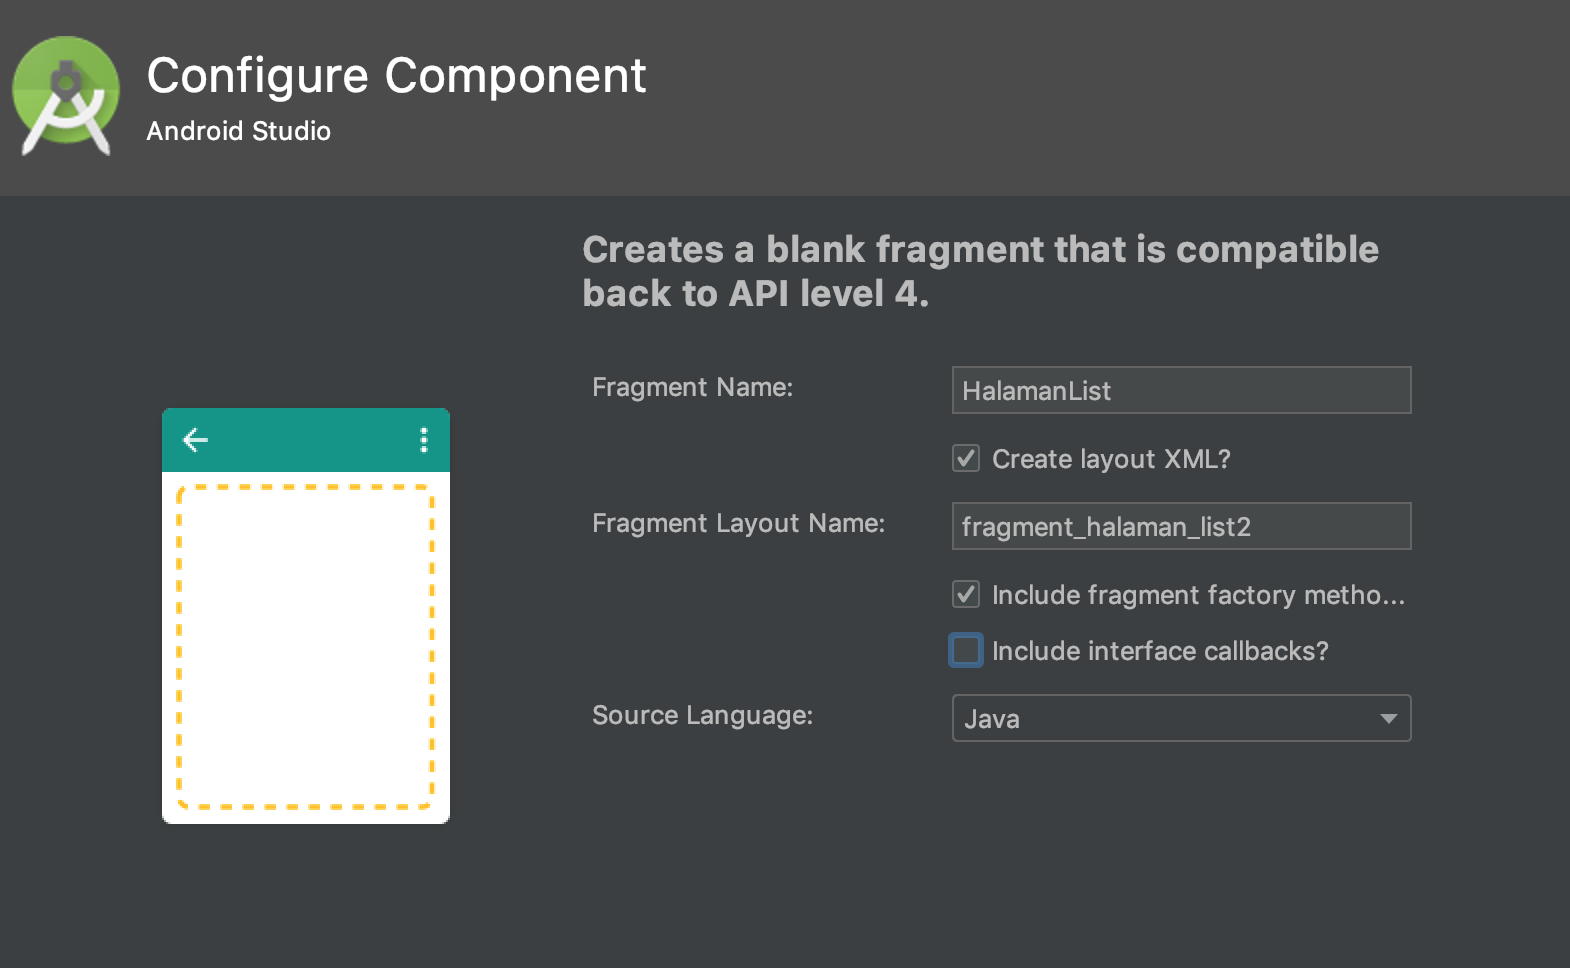 Configure Component
Android Studio
Creates a blank fragment that is compatible
back to API level 4.
Fragment Name:
HalamanList
Create layout XML?
Fragment Layout Name:
fragment_halaman_list2
Include fragment factory metho...
Include interface callbacks?
Source Language:
Java